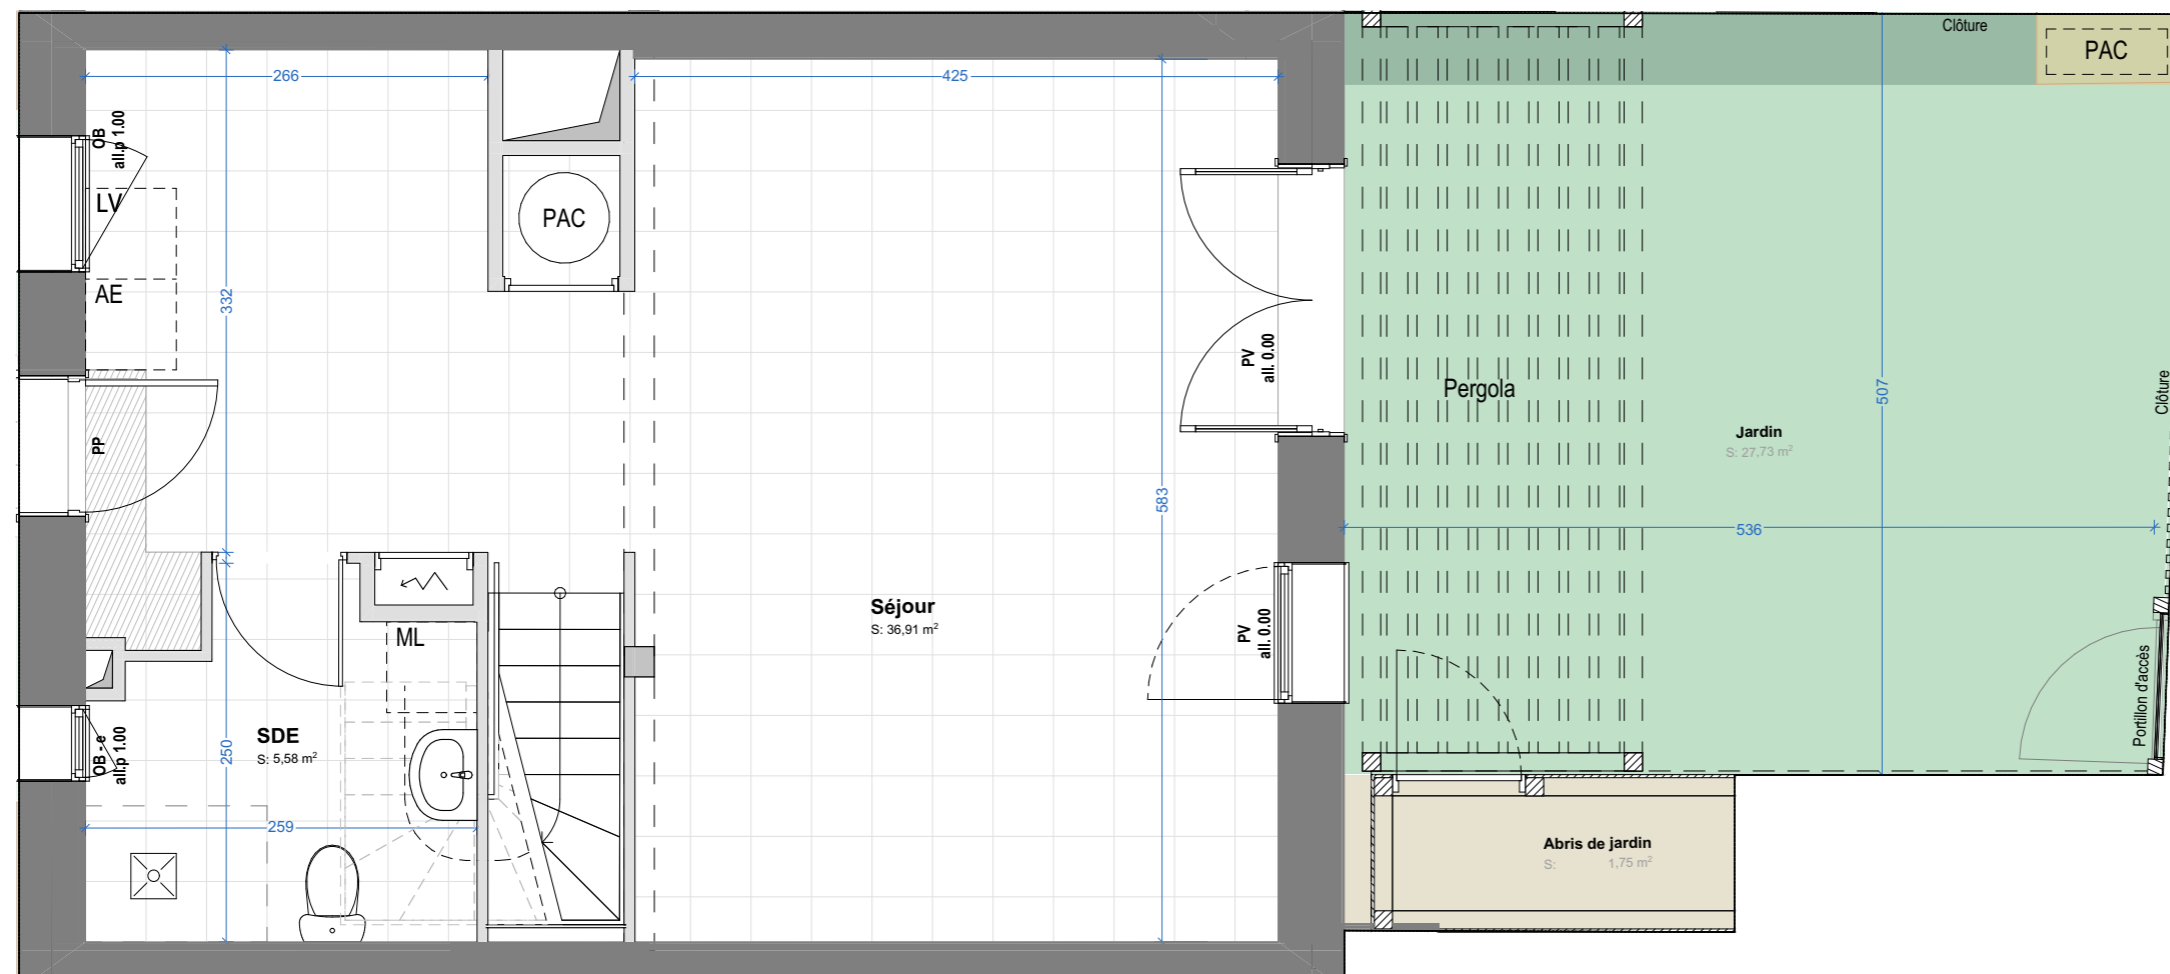 Clôture
PAC
266
425
OB
all.p 1.00
LV
PAC
AE
332
PV
all. 0.00
Pergola
507
Clôture
Jardin
S: 27,73 m²
PP
583
536
Séjour
S: 36,91 m²
ML
PV
all. 0.00
Portillon d'accès
SDE
S: 5,58 m²
OB - e
all.p 1.00
250
259
Abris de jardin
S: 1,75 m²